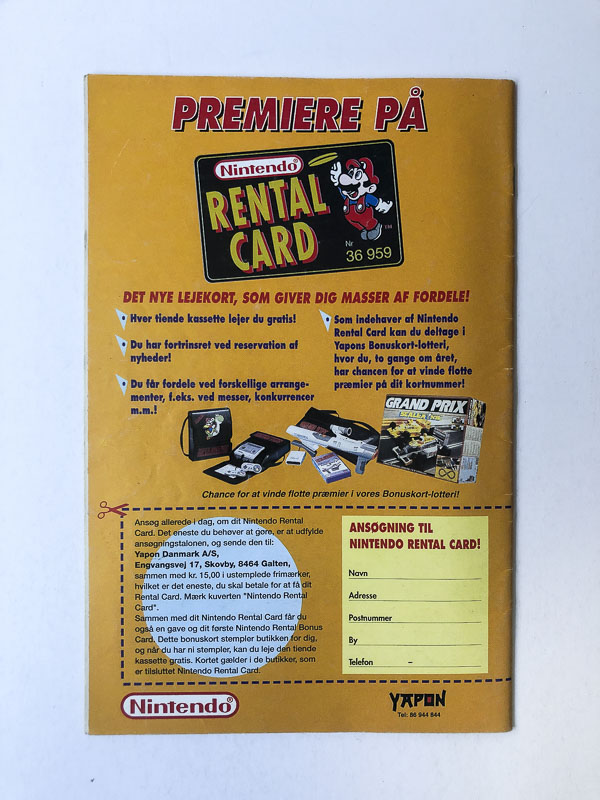 PREMIERE PÅ
Nintendo
RENTAL
CARD
TM
Nr
36 959
DET NYE LEJEKORT, SOM GIVER DIG MASSER AF FORDELE!
Hver tiende kassette lejer du gratis!
Du har fortrinsret ved reservation af
nyheder!
Du får fordele ved forskellige arrange-
menter, f.eks. ved messer, konkurrencer
m.m.!
Som indehaver af Nintendo
Rental Card kan du deltage i
Yapons Bonuskort-lotteri,
hvor du, to gange om året,
har chancen for at vinde flotte
præmier på dit kortnummer!
GRAND PRIX
Chance for at vinde flotte præmier i vores Bonuskort-lotteri!
Ansøg allerede i dag, om dit Nintendo Rental
Card. Det eneste du behøver at gøre, er at udfylde
ansøgningstalonen, og sende den til:
Yapon Danmark A/S,
Engvangsvej 17, Skovby, 8464 Galten,
sammen med kr. 15,00 i ustemplede frimærker,
hvilket er det eneste, du skal betale for at få dit
Rental Card. Mærk kuverten "Nintendo Rental
Card".
Sammen med dit Nintendo Rental Card får du
også en gave og dit første Nintendo Rental Bonus
Card. Dette bonuskort stempler butikken for dig,
og når du har ni stempler, kan du leje den tiende
kassette gratis. Kortet gælder i de butikker, som
er tilsluttet Nintendo Rental Card.
ANSØGNING TIL
NINTENDO RENTAL CARD!
Navn
Adresse
Postnummer
By
Telefon –
Nintendo
YAPON
Tel: 86 944 844